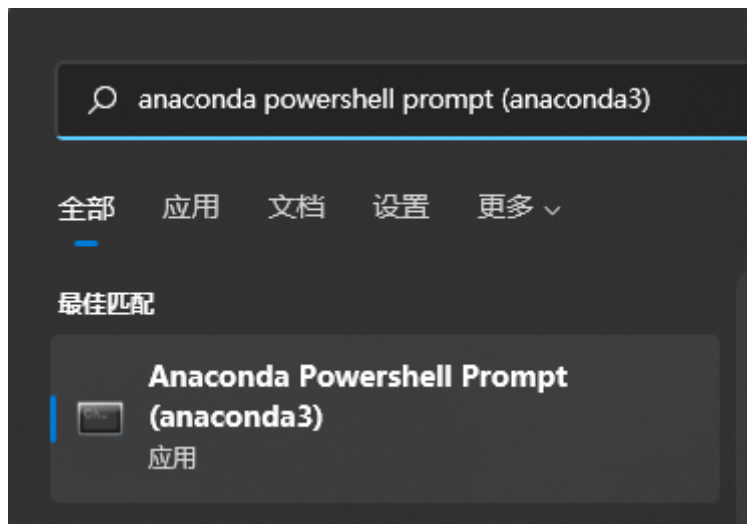 anaconda powershell prompt (anaconda3)
全部 应用 文档 设置 更多
最佳匹配
Anaconda Powershell Prompt
(anaconda3)
应用